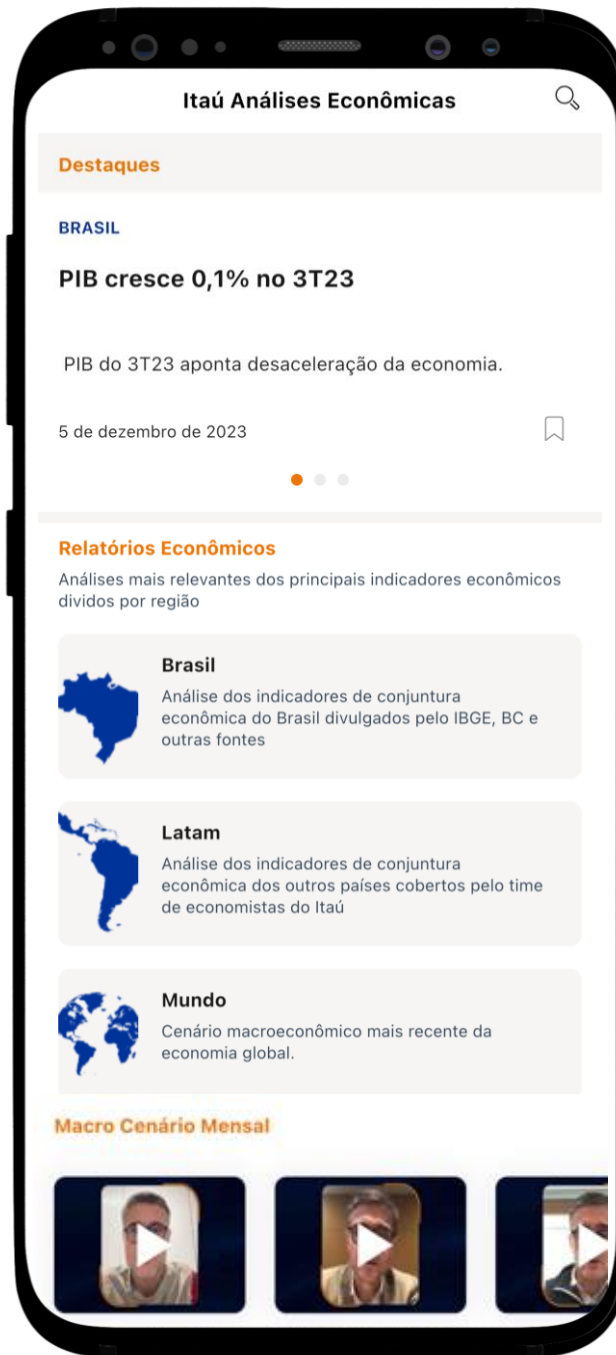 Itaú Análises Econômicas
Destaques
BRASIL
PIB cresce 0,1% no 3T23
PIB do 3T23 aponta desaceleração da economia.
5 de dezembro de 2023
Relatórios Econômicos
Análises mais relevantes dos principais indicadores econômicos
dividos por região
Brasil
Análise dos indicadores de conjuntura
econômica do Brasil divulgados pelo IBGE, BC e
outras fontes
Latam
Análise dos indicadores de conjuntura
econômica dos outros países cobertos pelo time
de economistas do Itaú
Mundo
Cenário macroeconômico mais recente da
economia global.
Macro Cenário Mensal